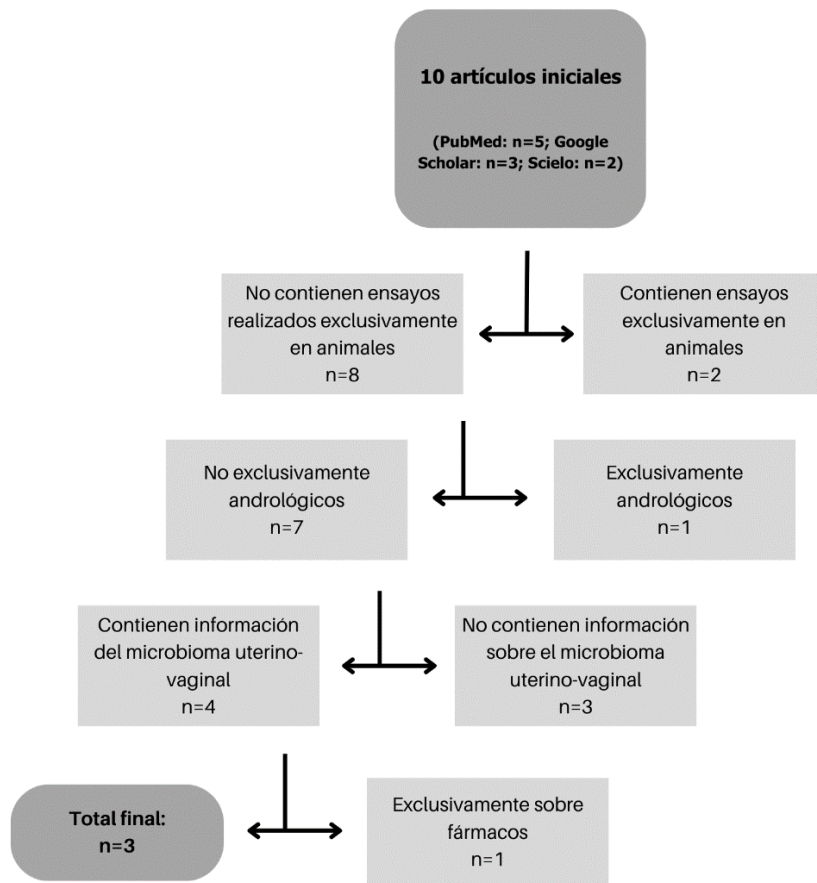 10 artículos iniciales
(PubMed: n=5; Google
Scholar: n=3; Scielo: n=2)
No contienen ensayos
realizados exclusivamente
en animales
n=8
Contienen ensayos
exclusivamente en
animales
n=2
No exclusivamente
andrológicos
n=7
Exclusivamente
andrológicos
n=1
Contienen información
del microbioma uterino-
vaginal
n=4
No contienen información
sobre el microbioma
uterino-vaginal
n=3
Total final:
n=3
Exclusivamente sobre
fármacos
n=1